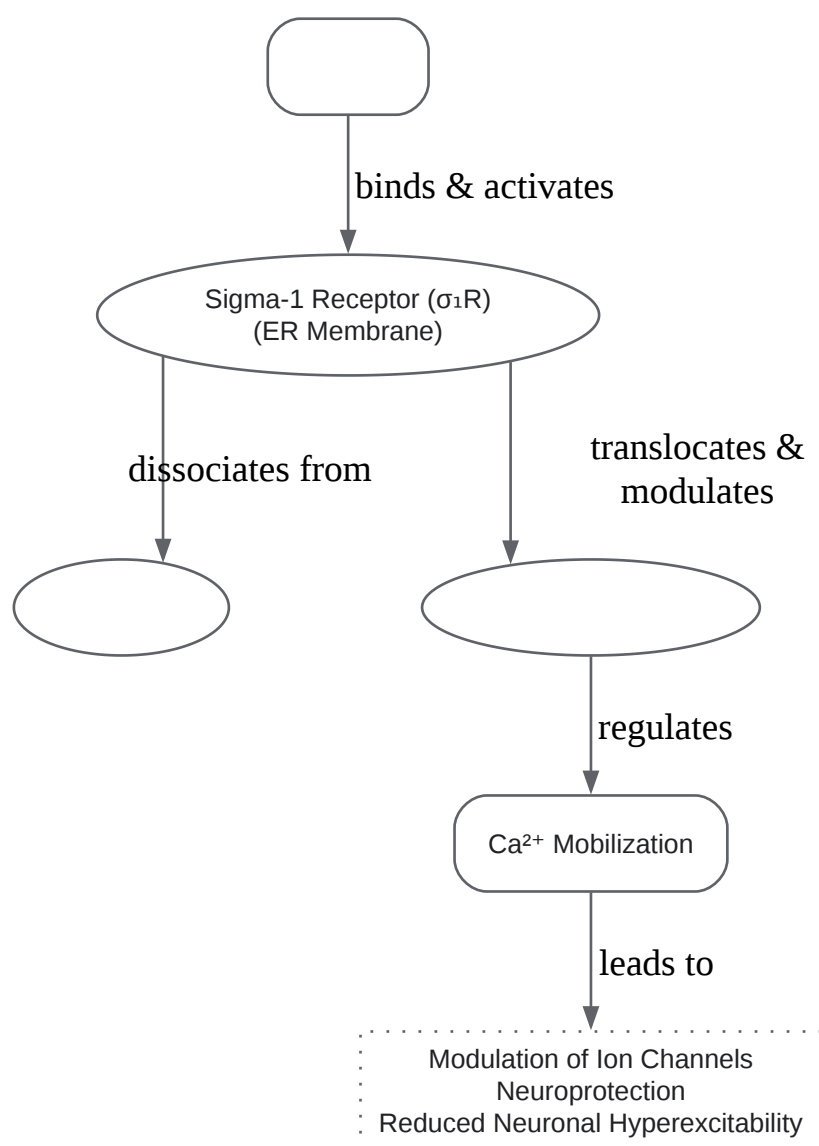 binds & activates
Sigma-1 Receptor (σ₁R)
(ER Membrane)
dissociates from
translocates &
modulates
regulates
Ca²⁺ Mobilization
leads to
Modulation of Ion Channels
Neuroprotection
Reduced Neuronal Hyperexcitability